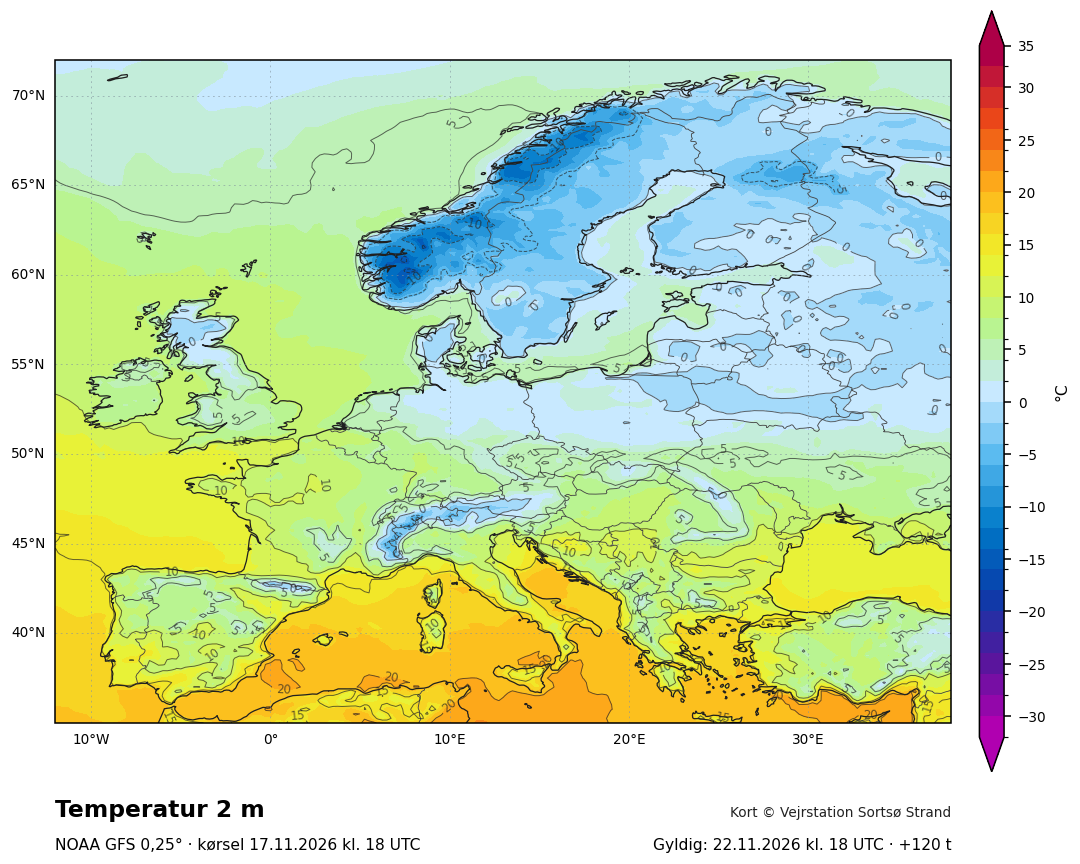 70°N
65°N
60°N
55°N
50°N
45°N
40°N
10°W 0° 10°E 20°E 30°E
35
30
25
20
15
10
5
0
−5
−10
−15
−20
−25
−30
°C
Temperatur 2 m
Kort © Vejrstation Sortsø Strand
NOAA GFS 0,25° · kørsel 17.11.2026 kl. 18 UTC
Gyldig: 22.11.2026 kl. 18 UTC · +120 t